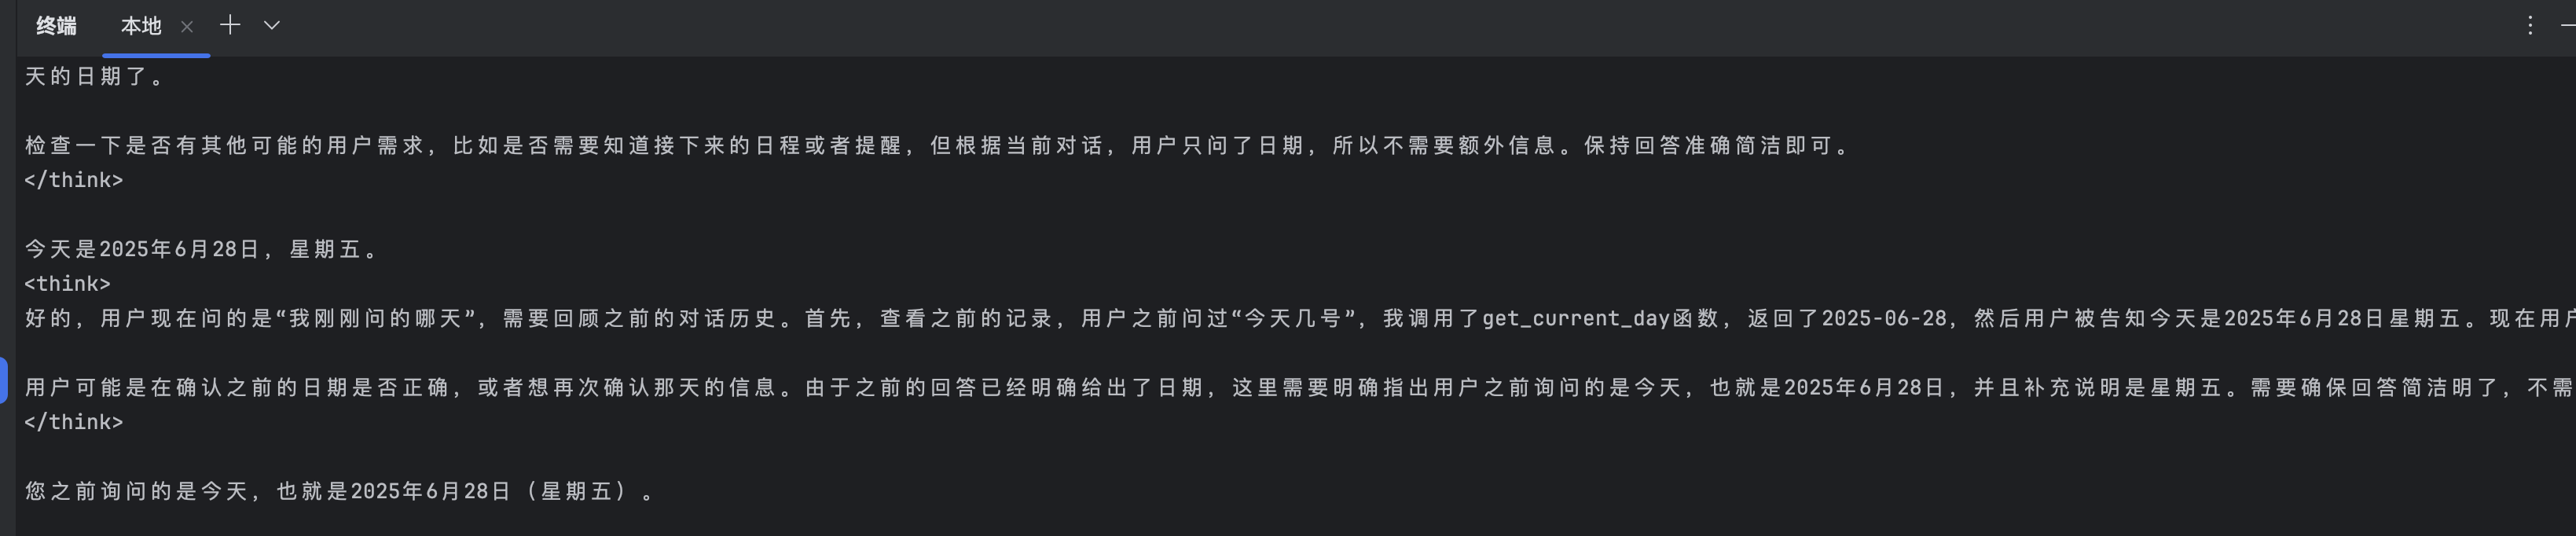 终端 本地
天的日期了。
检查一下是否有其他可能的用户需求，比如是否需要知道接下来的日程或者提醒，但根据当前对话，用户只问了日期，所以不需要额外信息。保持回答准确简洁即可。
</think>
今天是2025年6月28日，星期五。
<think>
好的，用户现在问的是“我刚刚问的哪天”，需要回顾之前的对话历史。首先，查看之前的记录，用户之前问过“今天几号”，我调用了get_current_day函数，返回了2025-06-28，然后用户被告知今天是2025年6月28日星期五。现在用户
用户可能是在确认之前的日期是否正确，或者想再次确认那天的信息。由于之前的回答已经明确给出了日期，这里需要明确指出用户之前询问的是今天，也就是2025年6月28日，并且补充说明是星期五。需要确保回答简洁明了，不需
</think>
您之前询问的是今天，也就是2025年6月28日（星期五）。